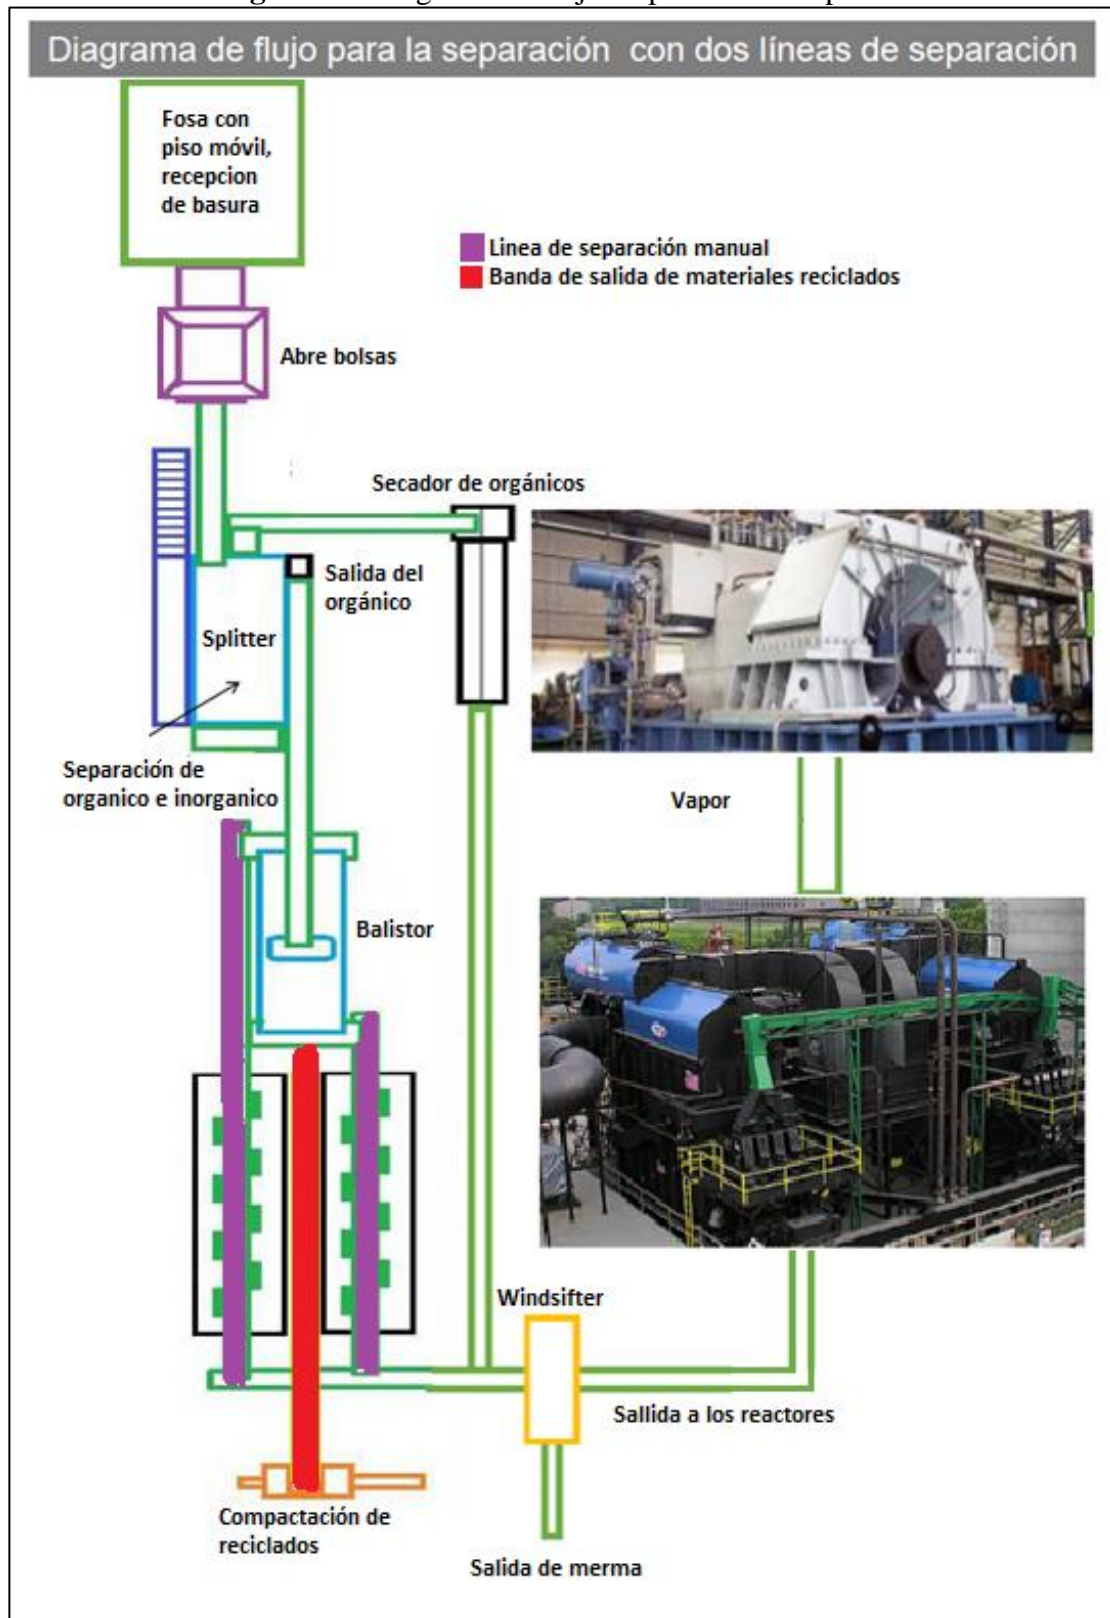 Diagrama de flujo para la separación con dos líneas de separación
Fosa con
piso móvil,
recepcion
de basura
Linea de separación manual
Banda de salida de materiales reciclados
Abre bolsas
Secador de orgánicos
Salida del
orgánico
Splitter
Separación de
organico e inorganico
Vapor
Balistor
Windsifter
Sallida a los reactores
Compactación de
reciclados
Salida de merma